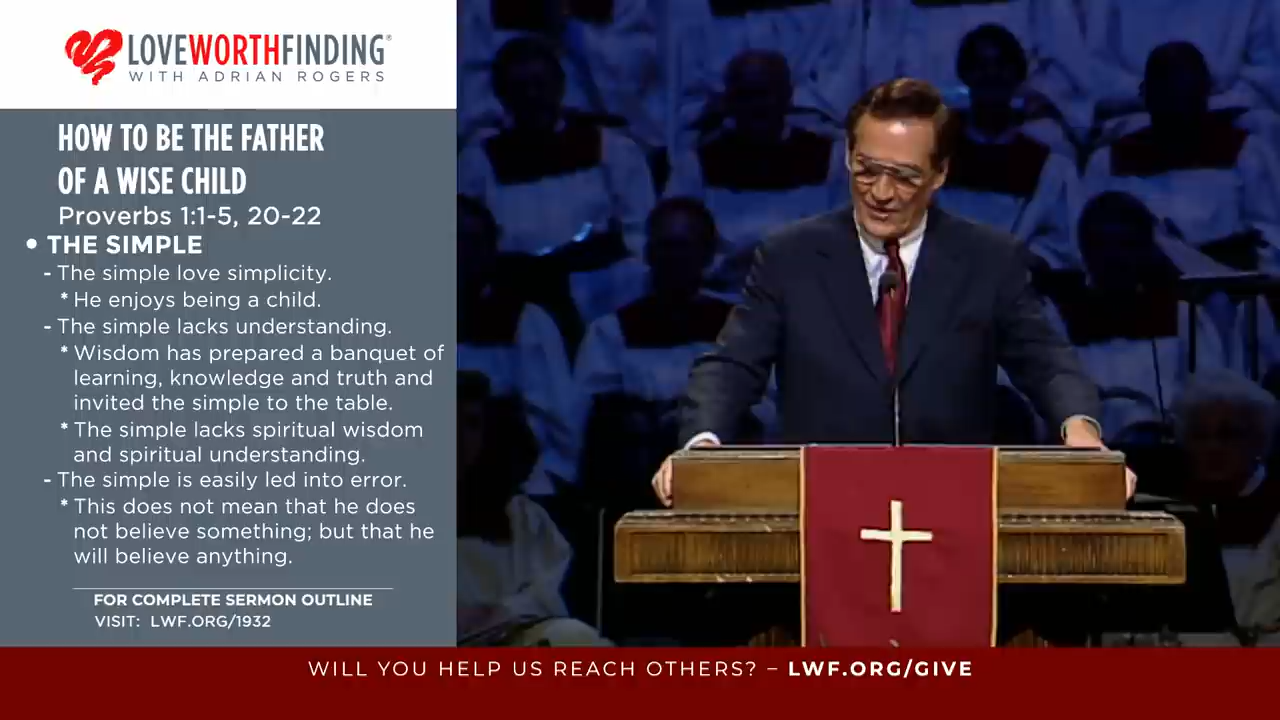 LOVEWORTHFINDING®
WITH ADRIAN ROGERS
HOW TO BE THE FATHER
OF A WISE CHILD
Proverbs 1:1-5, 20-22
• THE SIMPLE
- The simple love simplicity.
* He enjoys being a child.
- The simple lacks understanding.
* Wisdom has prepared a banquet of
learning, knowledge and truth and
invited the simple to the table.
* The simple lacks spiritual wisdom
and spiritual understanding.
- The simple is easily led into error.
* This does not mean that he does
not believe something; but that he
will believe anything.
FOR COMPLETE SERMON OUTLINE
VISIT: LWF.ORG/1932
WILL YOU HELP US REACH OTHERS? – LWF.ORG/GIVE